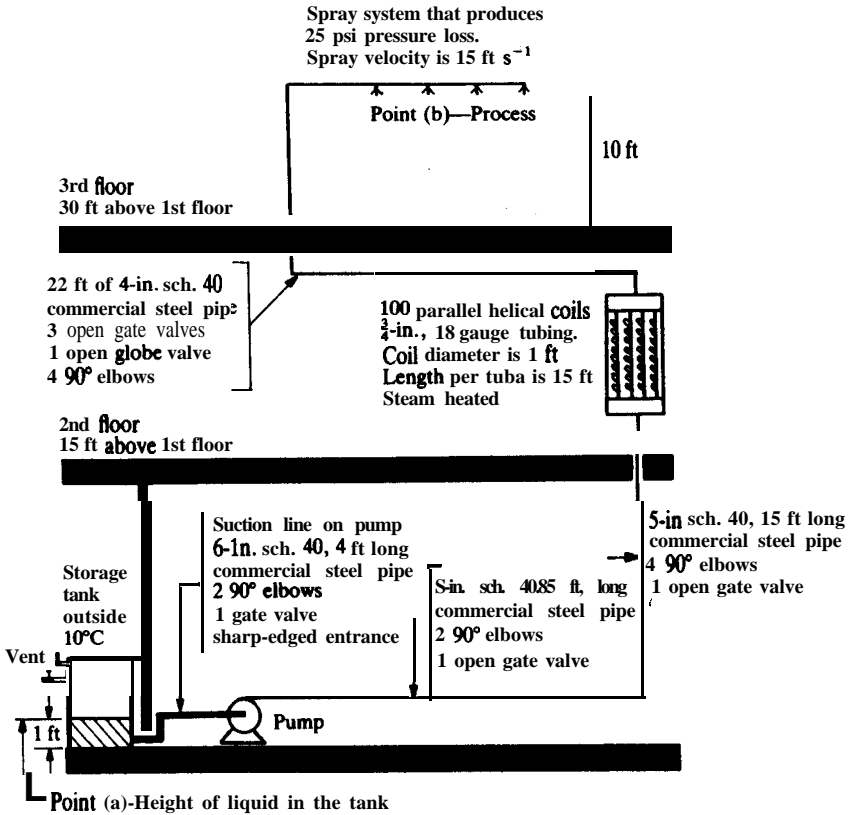 Spray system that produces
25 psi pressure loss.
Spray velocity is 15 ft s⁻¹
Point (b)—Process
10 ft
3rd floor
30 ft above 1st floor
22 ft of 4-in. sch. 40
commercial steel pipe
3 open gate valves
1 open globe valve
4 90° elbows
100 parallel helical coils
¾-in., 18 gauge tubing.
Coil diameter is 1 ft
Length per tuba is 15 ft
Steam heated
2nd floor
15 ft above 1st floor
Suction line on pump
6-1n. sch. 40, 4 ft long
commercial steel pipe
2 90° elbows
1 gate valve
sharp-edged entrance
S-in. sch. 40.85 ft, long
commercial steel pipe
2 90° elbows
1 open gate valve
5-in sch. 40, 15 ft long
commercial steel pipe
4 90° elbows
1 open gate valve
Storage
tank
outside
10°C
Vent
1 ft
Pump
Point (a)-Height of liquid in the tank